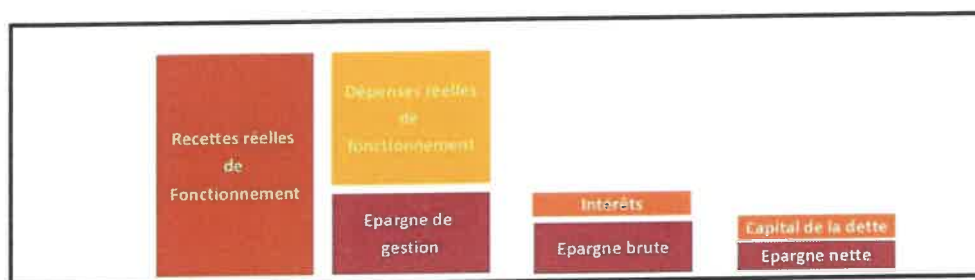 Recettes réelles
de
Fonctionnement
Dépenses réelles
de
fonctionnement
Epargne de
gestion
Intérêts
Epargne brute
Capital de la dette
Epargne nette